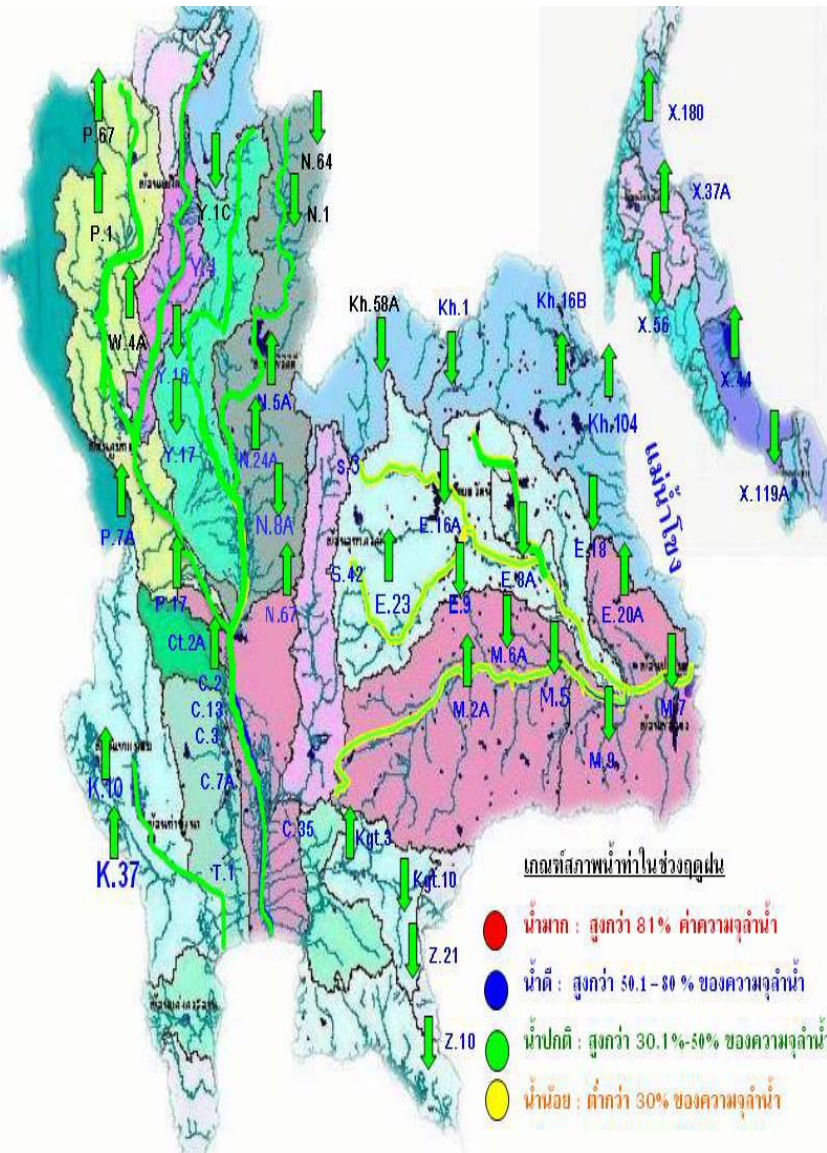 P.67
P.1
W.4A
Y.1C
Y.4
N.64
N.1
Y.16
Y.17
N.5A
N.24A
N.8A
N.67
P.7A
P.17
Ct.2A
C.2
C.13
C.3
C.7A
C.35
T.1
K.10
K.37
Kh.58A
Kh.1
Kh.16B
Kh.104
แม่น้ำโขง
s.3
S.42
E.16A
E.23
E.9
E.8A
E.18
E.20A
M.6A
M.2A
M.5
M.9
M.7
Kgt.3
Kgt.10
Z.21
Z.10
X.180
X.37A
X.56
X.44
X.119A
เกณฑ์สภาพน้ำท่าในช่วงฤดูฝน
น้ำมาก : สูงกว่า 81% ค่าความจุลำน้ำ
น้ำดี : สูงกว่า 50.1 - 80 % ของความจุลำน้ำ
น้ำปกติ : สูงกว่า 30.1%-50% ของความจุลำน้ำ
น้ำน้อย : ต่ำกว่า 30% ของความจุลำน้ำ